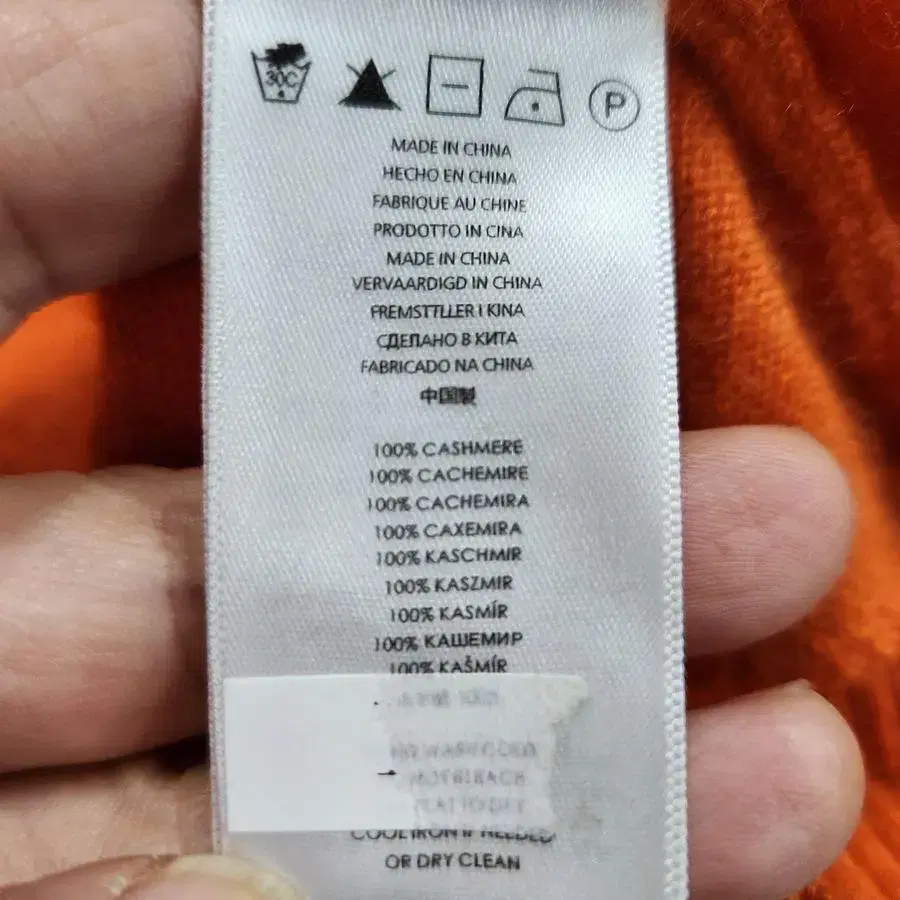 30C
P
MADE IN CHINA
HECHO EN CHINA
FABRIQUE AU CHINE
PRODOTTO IN CINA
MADE IN CHINA
VERVAARDIGD IN CHINA
FREMSTTLLER I KINA
СДЕЛАНО В КИТА
FABRICADO NA CHINA
中国製
100% CASHMERE
100% CACHEMIRE
100% CACHEMIRA
100% CAXEMIRA
100% KASCHMIR
100% KASZMIR
100% KASMÍR
100% КАШЕМИР
100% KAŠMÍR
COOL IRON IF NEEDED
OR DRY CLEAN